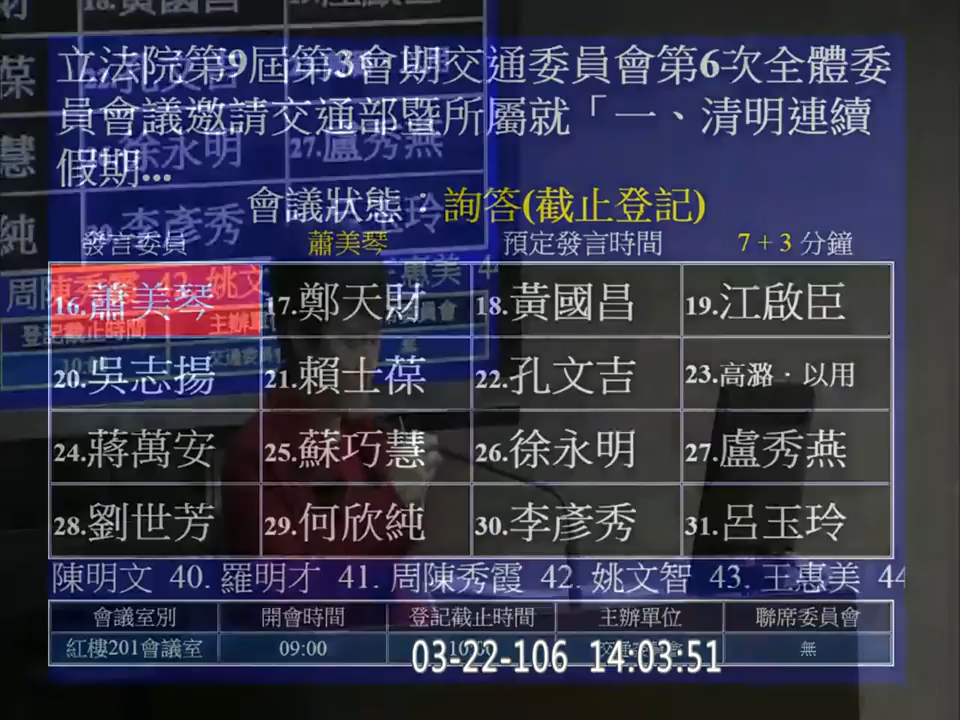 立法院第9屆第3會期交通委員會第6次全體委
員會議邀請交通部暨所屬就「一、清明連續
假期...
會議狀態：詢答(截止登記)
發言委員 蕭美琴 預定發言時間 7 + 3 分鐘
16.蕭美琴 17.鄭天財 18.黃國昌 19.江啟臣
20.吳志揚 21.賴士葆 22.孔文吉 23.高潞．以用
24.蔣萬安 25.蘇巧慧 26.徐永明 27.盧秀燕
28.劉世芳 29.何欣純 30.李彥秀 31.呂玉玲
陳明文 40. 羅明才 41. 周陳秀霞 42. 姚文智 43. 王惠美 44
會議室別 開會時間 登記截止時間 主辦單位 聯席委員會
紅樓201會議室 09:00 無
03-22-106 14:03:51